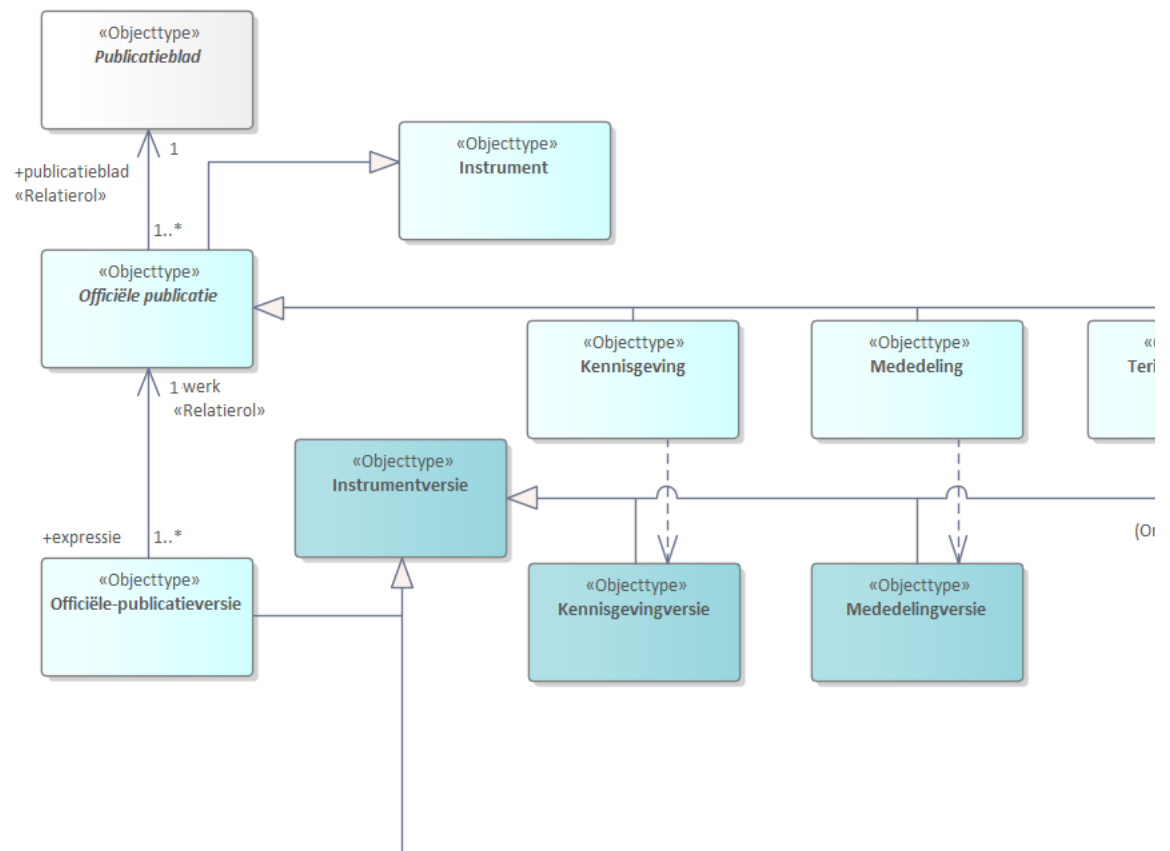 «Objecttype»
Publicatieblad
1
+publicatieblad
«Relatierol»
1..*
«Objecttype»
Instrument
«Objecttype»
Officiële publicatie
«Objecttype»
Kennisgeving
«Objecttype»
Mededeling
1 werk
«Relatierol»
«Objecttype»
Instrumentversie
+expressie
1..*
«Objecttype»
Officiële-publicatieversie
«Objecttype»
Kennisgevingversie
«Objecttype»
Mededelingversie